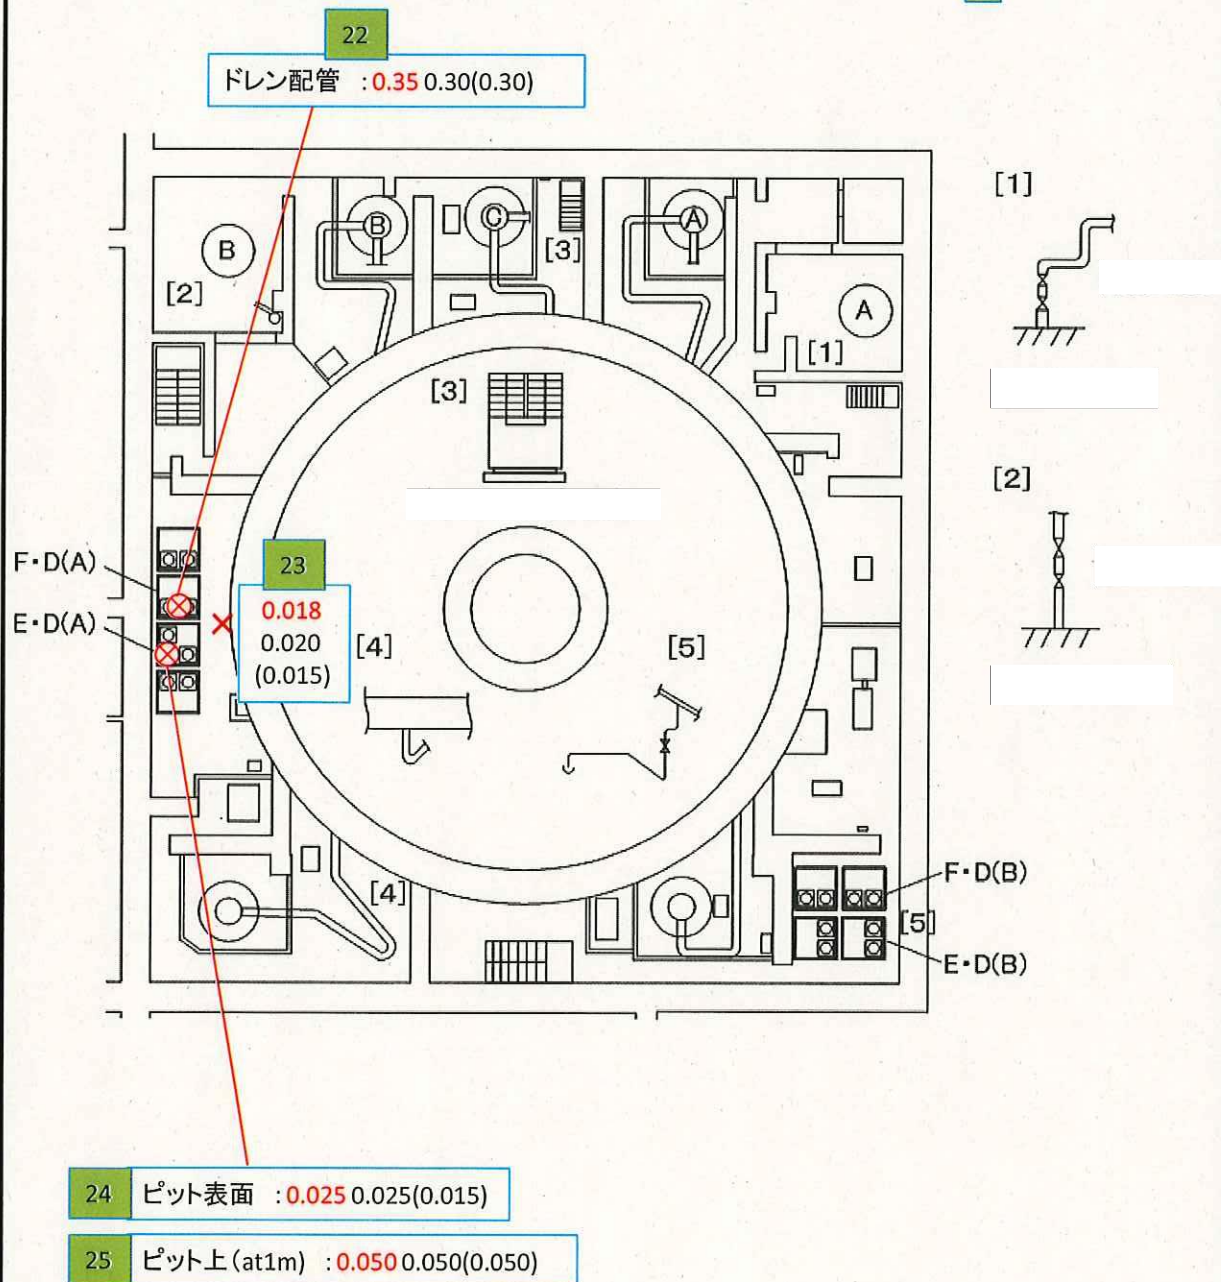 22
ドレン配管 :0.35 0.30(0.30)
[1]
B
C
A
[3]
B
[2]
A
[1]
[3]
[2]
F・D(A)
23
0.018
0.020
(0.015)
E・D(A)
[4]
[5]
F・D(B)
[4]
[5]
E・D(B)
24 ピット表面 :0.025 0.025(0.015)
25 ピット上(at1m) :0.050 0.050(0.050)